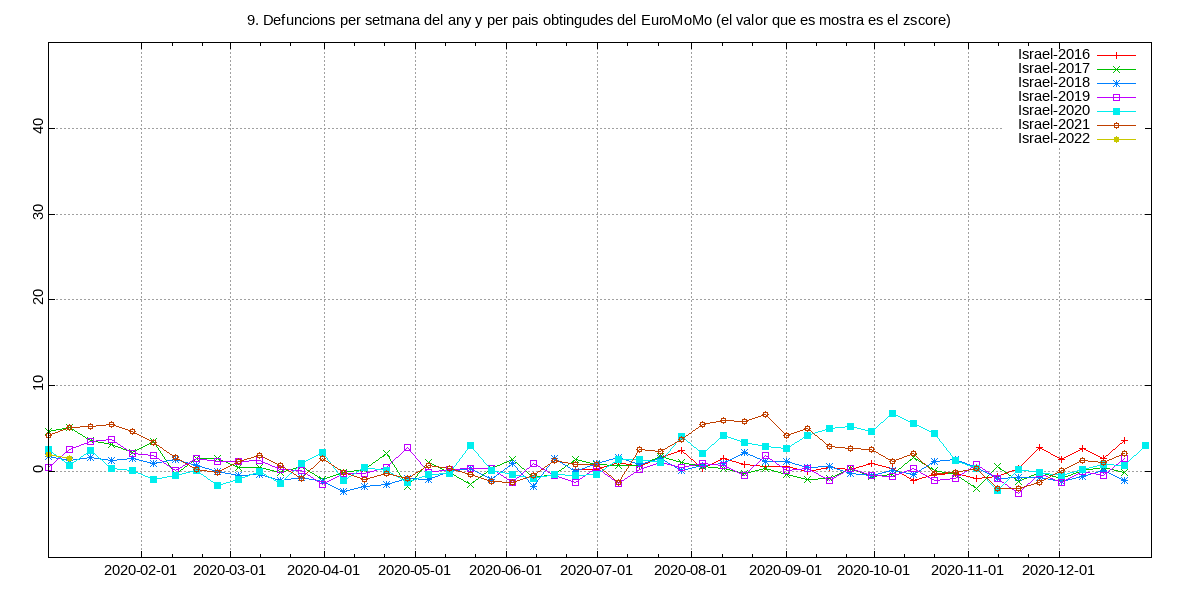 9. Defuncions per setmana del any y per pais obtingudes del EuroMoMo (el valor que es mostra es el zscore)
Israel-2016
Israel-2017
Israel-2018
Israel-2019
Israel-2020
Israel-2021
Israel-2022
40
30
20
10
0
2020-02-01 2020-03-01 2020-04-01 2020-05-01 2020-06-01 2020-07-01 2020-08-01 2020-09-01 2020-10-01 2020-11-01 2020-12-01